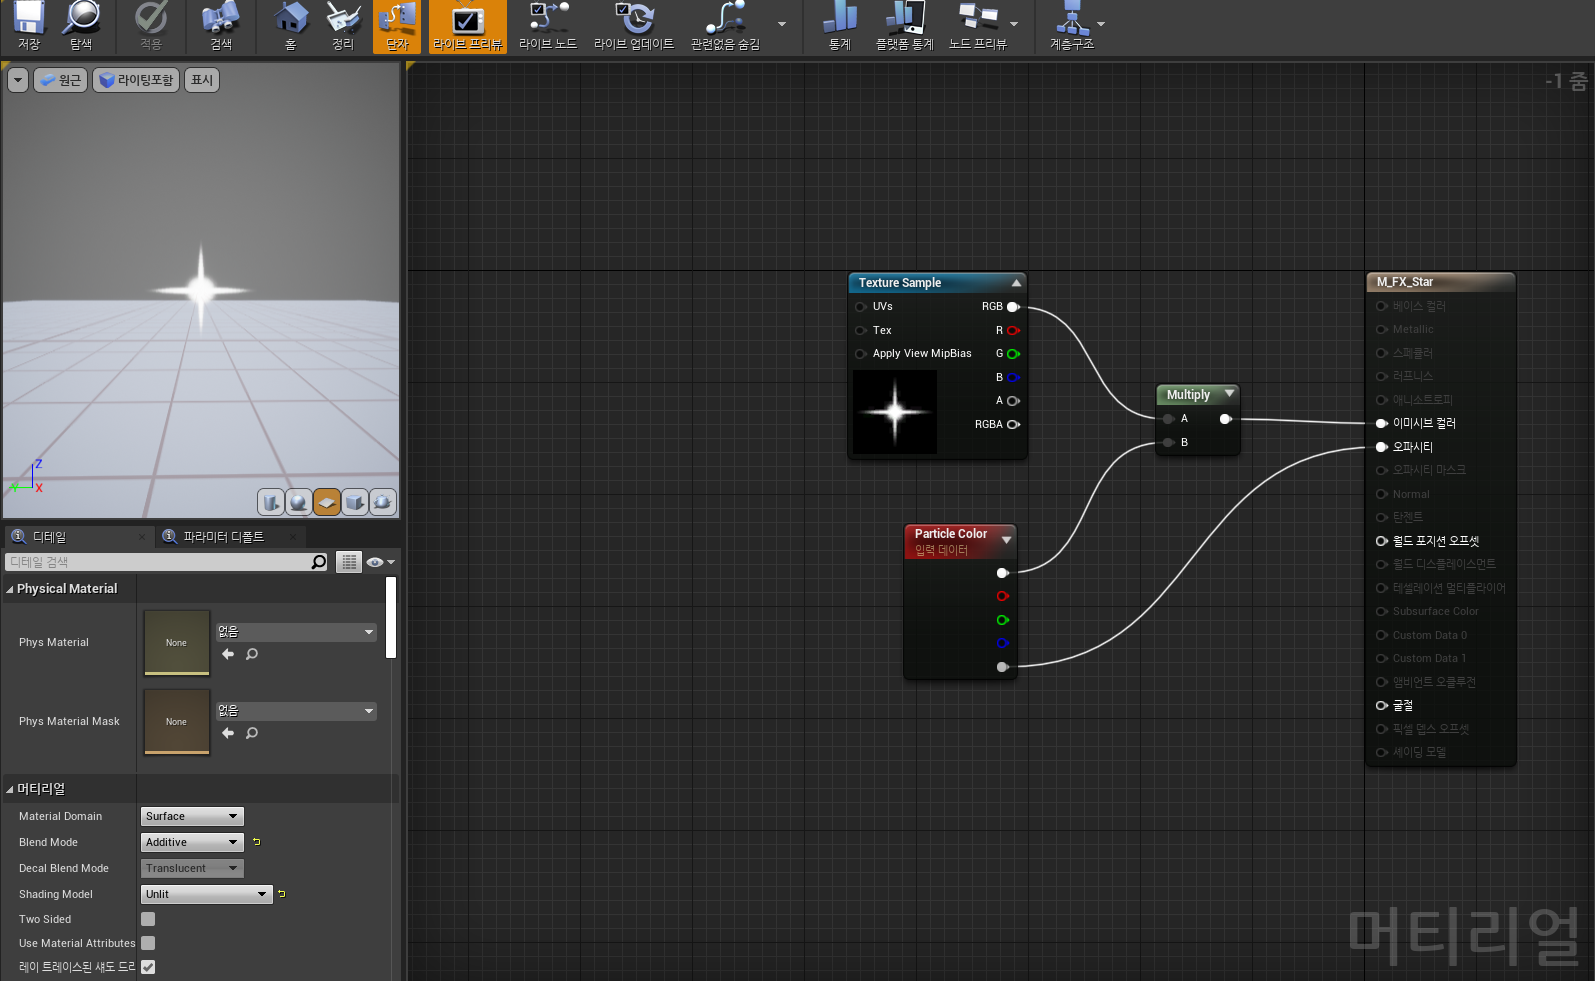 저장
탐색
적용
검색
홈
정리
단자
라이브 프리뷰
라이브 노드
라이브 업데이트
관련없음 숨김
통계
플랫폼 통계
노드 프리뷰
계층구조
원근
라이팅포함
표시
Z
Y
X
-1 줌
Texture Sample
UVs
RGB
Tex
R
Apply View MipBias
G
B
A
RGBA
Multiply
A
B
Particle Color
입력 데이터
M_FX_Star
베이스 컬러
Metallic
스페큘러
러프니스
애니소트로피
이미시브 컬러
오파시티
오파시티 마스크
Normal
탄젠트
월드 포지션 오프셋
월드 디스플레이스먼트
테셀레이션 멀티플라이어
Subsurface Color
Custom Data 0
Custom Data 1
앰비언트 오클루전
굴절
픽셀 뎁스 오프셋
셰이딩 모델
머티리얼
디테일
파라미터 디폴트
디테일 검색
Physical Material
Phys Material
None
없음
Phys Material Mask
None
없음
머티리얼
Material Domain
Surface
Blend Mode
Additive
Decal Blend Mode
Translucent
Shading Model
Unlit
Two Sided
Use Material Attributes
레이 트레이스된 섀도 드리